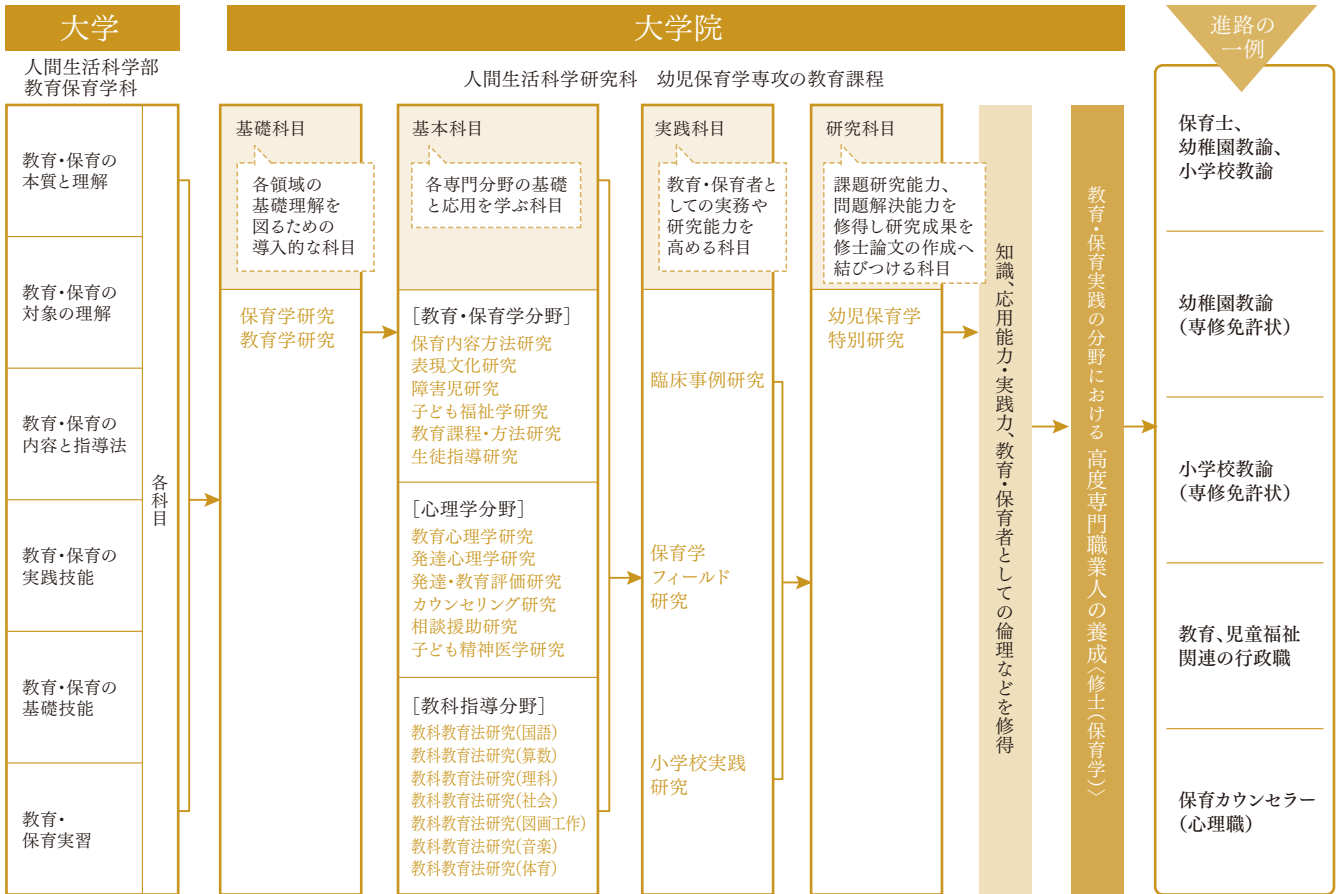 大学
人間生活科学部
教育保育学科
教育・保育の
本質と理解
教育・保育の
対象の理解
教育・保育の
内容と指導法
教育・保育の
実践技能
教育・保育の
基礎技能
教育・
保育実習
各科目
大学院
人間生活科学研究科　幼児保育学専攻の教育課程
基礎科目
各領域の
基礎理解を
図るための
導入的な科目
保育学研究
教育学研究
基本科目
各専門分野の基礎
と応用を学ぶ科目
［教育・保育学分野］
保育内容方法研究
表現文化研究
障害児研究
子ども福祉学研究
教育課程・方法研究
生徒指導研究
［心理学分野］
教育心理学研究
発達心理学研究
発達・教育評価研究
カウンセリング研究
相談援助研究
子ども精神医学研究
［教科指導分野］
教科教育法研究(国語)
教科教育法研究(算数)
教科教育法研究(理科)
教科教育法研究(社会)
教科教育法研究(図画工作)
教科教育法研究(音楽)
教科教育法研究(体育)
実践科目
教育・保育者と
しての実務や
研究能力を
高める科目
臨床事例研究
保育学
フィールド
研究
小学校実践
研究
研究科目
課題研究能力、
問題解決能力を
修得し研究成果を
修士論文の作成へ
結びつける科目
幼児保育学
特別研究
知識、応用能力・実践力、教育・保育者としての倫理などを修得
教育・保育実践の分野における 高度専門職業人の養成〈修士（保育学）〉
進路の
一例
保育士、
幼稚園教諭、
小学校教諭
幼稚園教諭
（専修免許状）
小学校教諭
（専修免許状）
教育、児童福祉
関連の行政職
保育カウンセラー
（心理職）